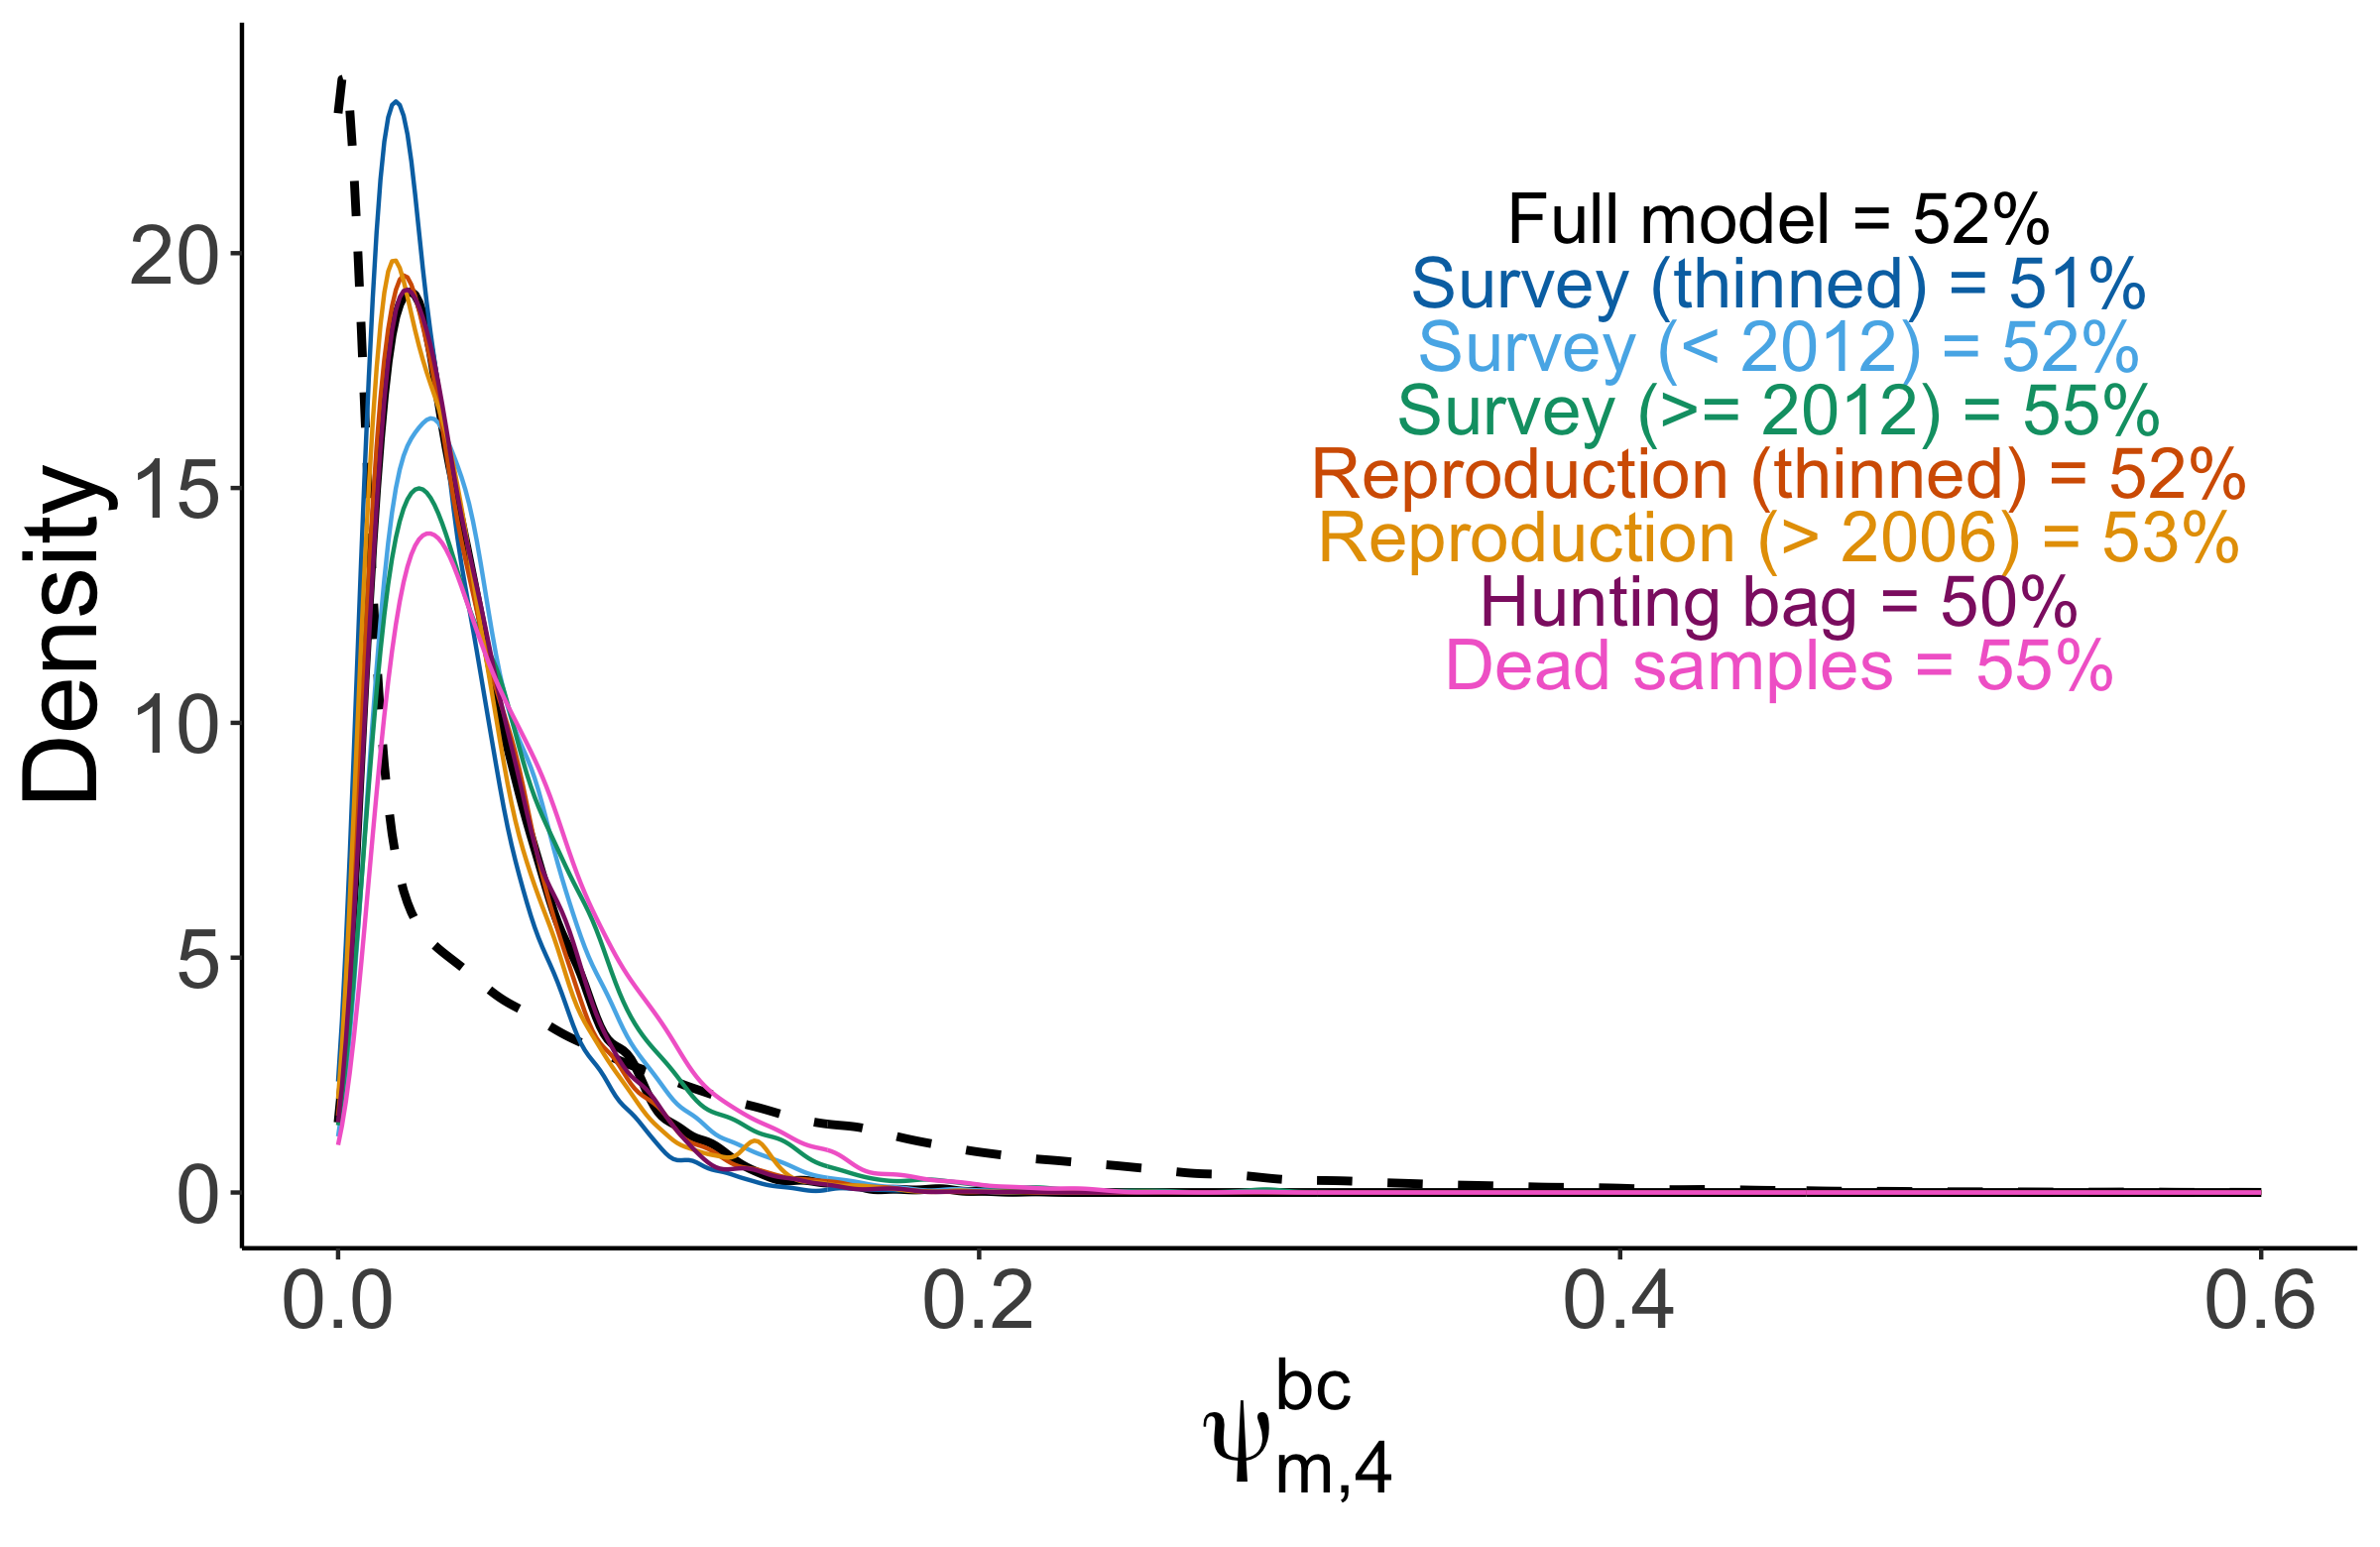 Density
20
15
10
5
0
Full model = 52%
Survey (thinned) = 51%
Survey (< 2012) = 52%
Survey (>= 2012) = 55%
Reproduction (thinned) = 52%
Reproduction (> 2006) = 53%
Hunting bag = 50%
Dead samples = 55%
0.0 0.2 0.4 0.6
ψ bc m,4